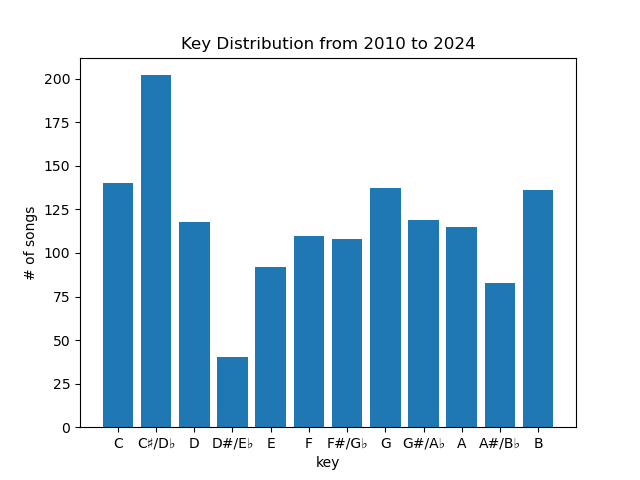 Key Distribution from 2010 to 2024
# of songs
200
175
150
125
100
75
50
25
0
C C♯/D♭ D D#/E♭ E F F#/G♭ G G#/A♭ A A#/B♭ B
key